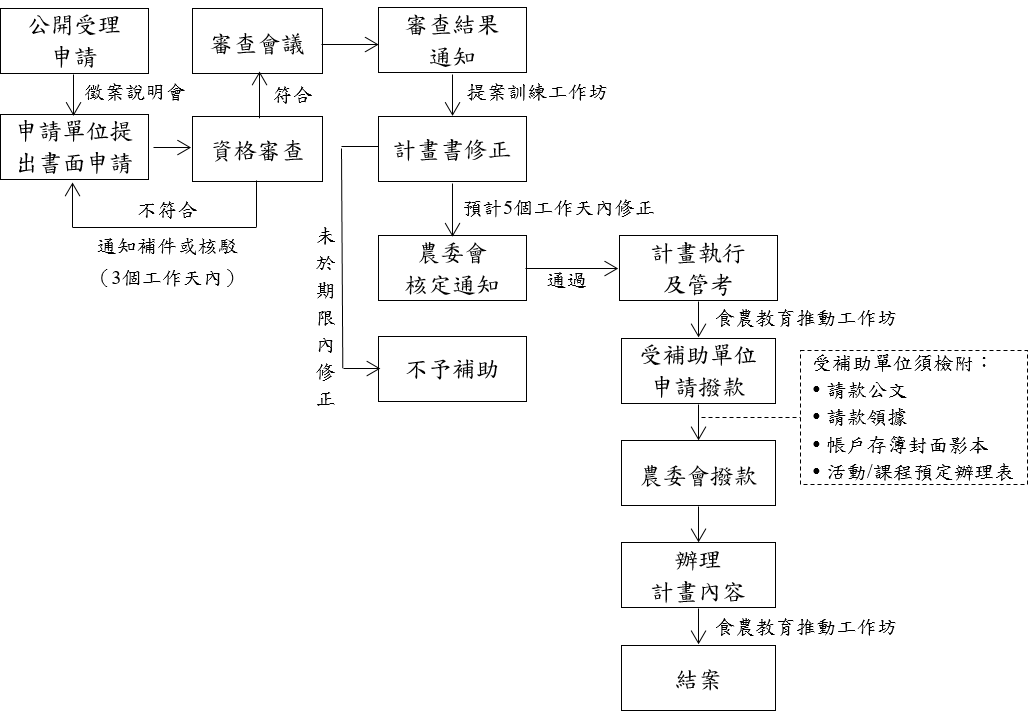 公開受理
申請
徵案說明會
申請單位提
出書面申請
資格審查
不符合
通知補件或核駁
（3個工作天內）
符合
審查會議
審查結果
通知
提案訓練工作坊
計畫書修正
未於期限內修正
不予補助
預計5個工作天內修正
農委會
核定通知
通過
計畫執行
及管考
食農教育推動工作坊
受補助單位
申請撥款
受補助單位須檢附：
•請款公文
•請款領據
•帳戶存簿封面影本
•活動/課程預定辦理表
農委會撥款
辦理
計畫內容
食農教育推動工作坊
結案